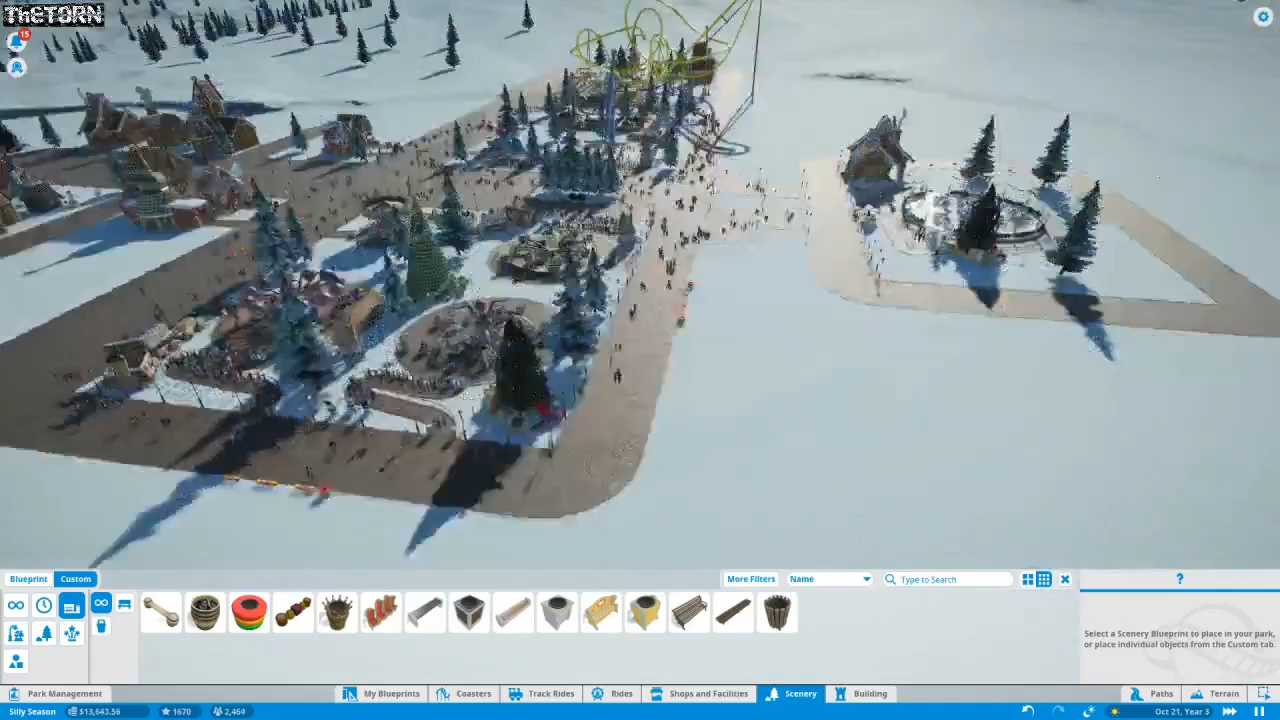 THETORN
15
Blueprint Custom
More Filters Name Type to Search
?
Select a Scenery Blueprint to place in your park,
or place individual objects from the Custom tab.
Park Management My Blueprints Coasters Track Rides Rides Shops and Facilities Scenery Building Paths Terrain
Silly Season $13,643.56 1670 2,464 Oct 21, Year 3